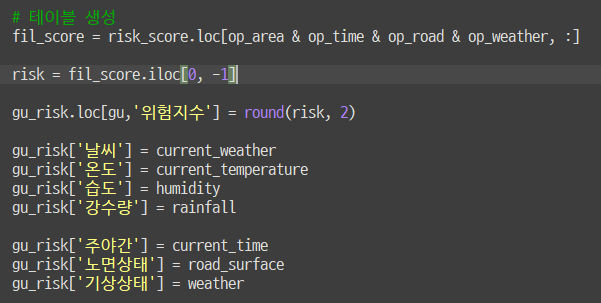 # 테이블 생성
fil_score = risk_score.loc[op_area & op_time & op_road & op_weather, :]
risk = fil_score.iloc[0, -1]
gu_risk.loc[gu,'위험지수'] = round(risk, 2)
gu_risk['날씨'] = current_weather
gu_risk['온도'] = current_temperature
gu_risk['습도'] = humidity
gu_risk['강수량'] = rainfall
gu_risk['주야간'] = current_time
gu_risk['노면상태'] = road_surface
gu_risk['기상상태'] = weather